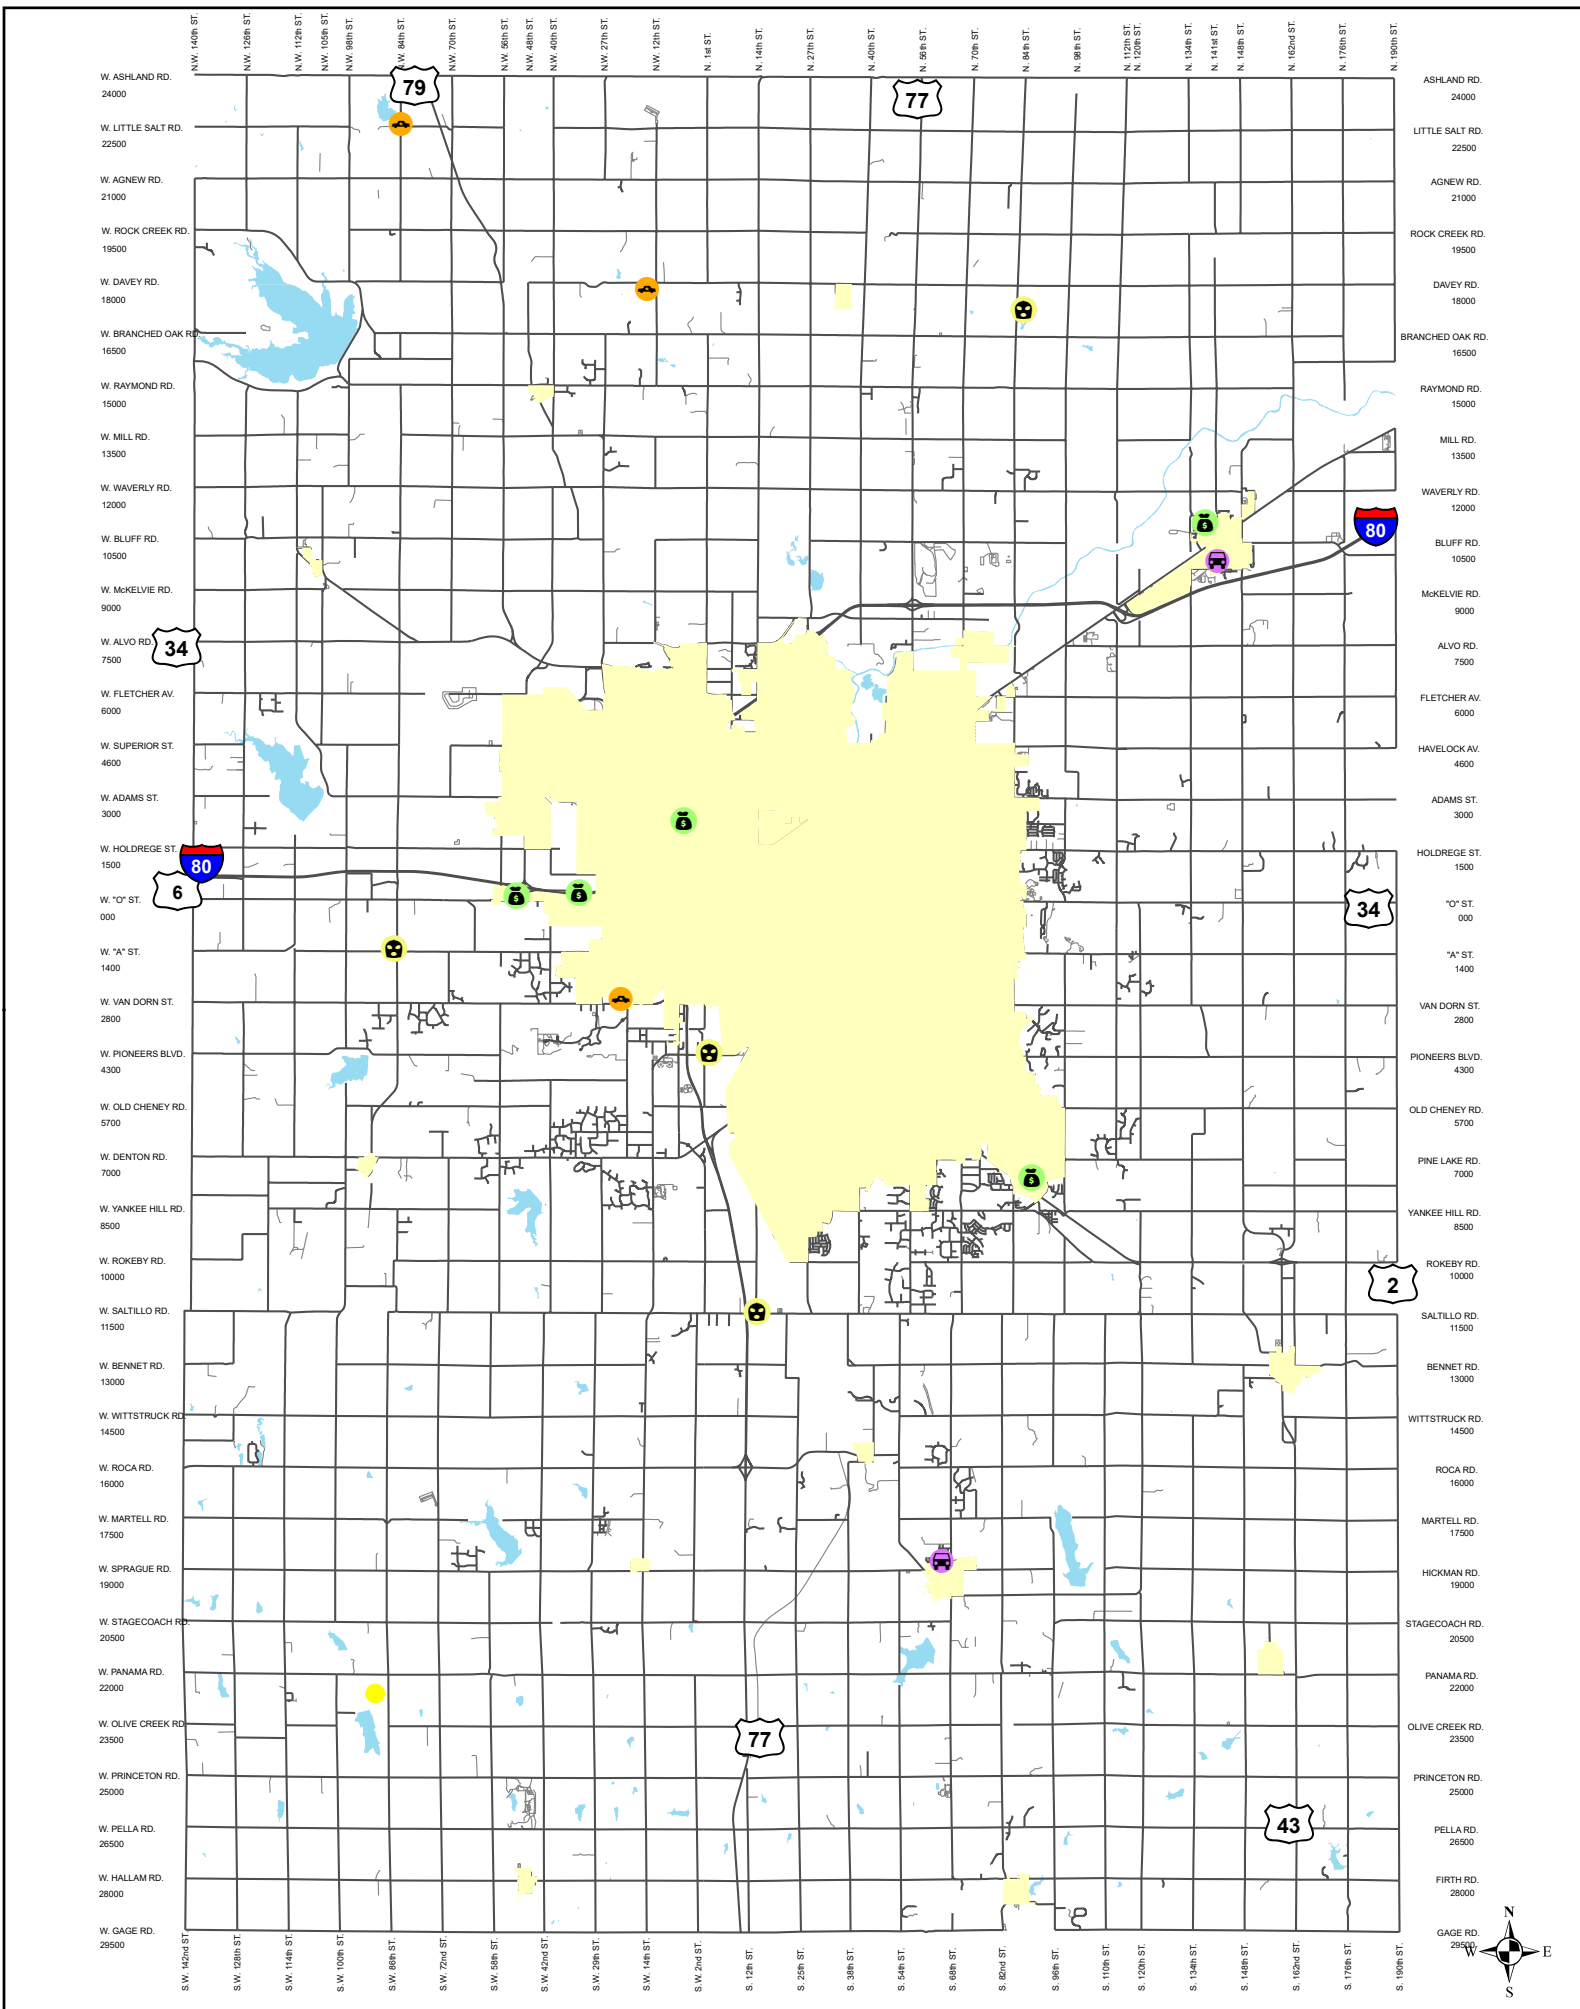 N.W. 140th ST.
N.W. 126th ST.
N.W. 112th ST.
N.W. 105th ST.
N.W. 98th ST.
N.W. 84th ST.
N.W. 70th ST.
N.W. 56th ST.
N.W. 48th ST.
N.W. 40th ST.
N.W. 27th ST.
N.W. 12th ST.
N. 1st ST.
N. 14th ST.
N. 27th ST.
N. 40th ST.
N. 56th ST.
N. 70th ST.
N. 84th ST.
N. 98th ST.
N. 112th ST.
N. 120th ST.
N. 134th ST.
N. 141st ST.
N. 148th ST.
N. 162nd ST.
N. 176th ST.
N. 190th ST.
W. ASHLAND RD.
24000
W. LITTLE SALT RD.
22500
W. AGNEW RD.
21000
W. ROCK CREEK RD.
19500
W. DAVEY RD.
18000
W. BRANCHED OAK RD.
16500
W. RAYMOND RD.
15000
W. MILL RD.
13500
W. WAVERLY RD.
12000
W. BLUFF RD.
10500
W. McKELVIE RD.
9000
W. ALVO RD.
7500
W. FLETCHER AV.
6000
W. SUPERIOR ST.
4600
W. ADAMS ST.
3000
W. HOLDREGE ST.
1500
W. "O" ST.
000
W. "A" ST.
1400
W. VAN DORN ST.
2800
W. PIONEERS BLVD.
4300
W. OLD CHENEY RD.
5700
W. DENTON RD.
7000
W. YANKEE HILL RD.
8500
W. ROKEBY RD.
10000
W. SALTILLO RD.
11500
W. BENNET RD.
13000
W. WITTSTRUCK RD.
14500
W. ROCA RD.
16000
W. MARTELL RD.
17500
W. SPRAGUE RD.
19000
W. STAGECOACH RD.
20500
W. PANAMA RD.
22000
W. OLIVE CREEK RD
23500
W. PRINCETON RD.
25000
W. PELLA RD.
26500
W. HALLAM RD.
28000
W. GAGE RD.
29500
79
77
80
34
80
6
34
2
77
43
$
$
$
$
$
ASHLAND RD.
24000
LITTLE SALT RD.
22500
AGNEW RD.
21000
ROCK CREEK RD.
19500
DAVEY RD.
18000
BRANCHED OAK RD.
16500
RAYMOND RD.
15000
MILL RD.
13500
WAVERLY RD.
12000
BLUFF RD.
10500
McKELVIE RD.
9000
ALVO RD.
7500
FLETCHER AV.
6000
HAVELOCK AV.
4600
ADAMS ST.
3000
HOLDREGE ST.
1500
"O" ST.
000
"A" ST.
1400
VAN DORN ST.
2800
PIONEERS BLVD.
4300
OLD CHENEY RD.
5700
PINE LAKE RD.
7000
YANKEE HILL RD.
8500
ROKEBY RD.
10000
SALTILLO RD.
11500
BENNET RD.
13000
WITTSTRUCK RD.
14500
ROCA RD.
16000
MARTELL RD.
17500
HICKMAN RD.
19000
STAGECOACH RD.
20500
PANAMA RD.
22000
OLIVE CREEK RD.
23500
PRINCETON RD.
25000
PELLA RD.
26500
FIRTH RD.
28000
GAGE RD.
29500
N
W
E
S
S.W. 142nd ST.
S.W. 128th ST.
S.W. 114th ST.
S.W. 100th ST.
S.W. 86th ST.
S.W. 72nd ST.
S.W. 58th ST.
S.W. 42nd ST.
S.W. 29th ST.
S.W. 14th ST.
S.W. 2nd ST.
S. 12th ST.
S. 25th ST.
S. 38th ST.
S. 54th ST.
S. 68th ST.
S. 82nd ST.
S. 96th ST.
S. 110th ST.
S. 120th ST.
S. 134th ST.
S. 148th ST.
S. 162nd ST.
S. 176th ST.
S. 190th ST.